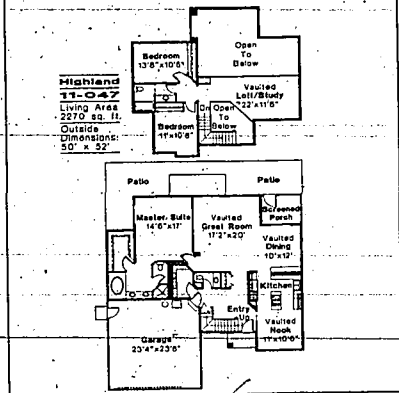 Highland
11-047
Living Area
2270 sq. ft.
Outside
Dimensions:
50' x 52'
Bedroom
13'8"x10'6"
Open
To
Below
Vaulted
Loft/Study
22'x11'6"
Dn
Open
To
Below
Bedroom
11'x10'8"
Patio
Patio
Screened
Porch
Master Suite
14'6"x17'
Vaulted
Great Room
17'2"x20'
Vaulted
Dining
10'x12'
Kitchen
Entry
Up
Vaulted
Nook
11'x10'6"
Garage
23'4"x23'8"